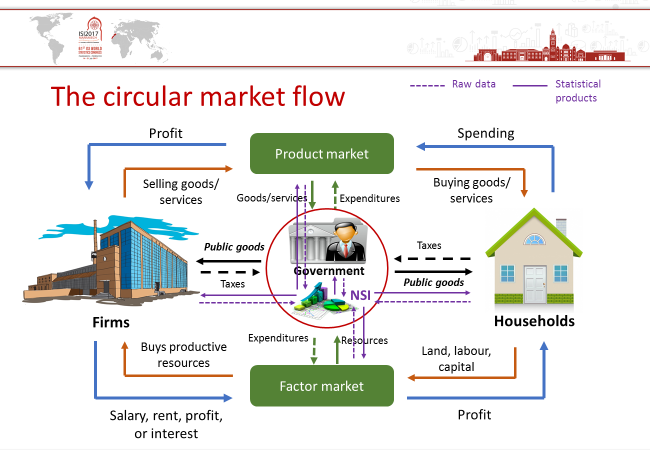 ISI2017
The circular market flow
Raw data
Statistical
products
Profit
Product market
Spending
Selling goods/
services
Goods/services
Expenditures
Buying goods/
services
Public goods
Taxes
Government
Taxes
Public goods
NSI
Firms
Households
Expenditures
Resources
Buys productive
resources
Land, labour,
capital
Factor market
Salary, rent, profit,
or interest
Profit